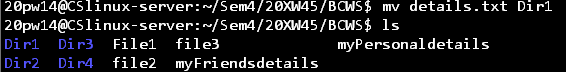 20pw14@CSlinux-server:~/Sem4/20XW45/BCWS$ mv details.txt Dir1
20pw14@CSlinux-server:~/Sem4/20XW45/BCWS$ ls
Dir1  Dir3  File1  file3             myPersonaldetails
Dir2  Dir4  file2  myFriendsdetails